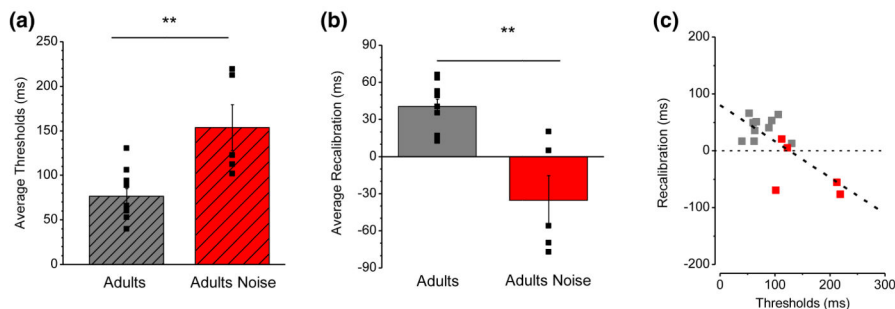 (a)
**
250
200
150
100
50
0
Average Thresholds (ms)
Adults
Adults Noise
(b)
**
90
60
30
0
-30
-60
-90
Average Recalibration (ms)
Adults
Adults Noise
(c)
200
100
0
-100
-200
Recalibration (ms)
0
100
200
300
Thresholds (ms)